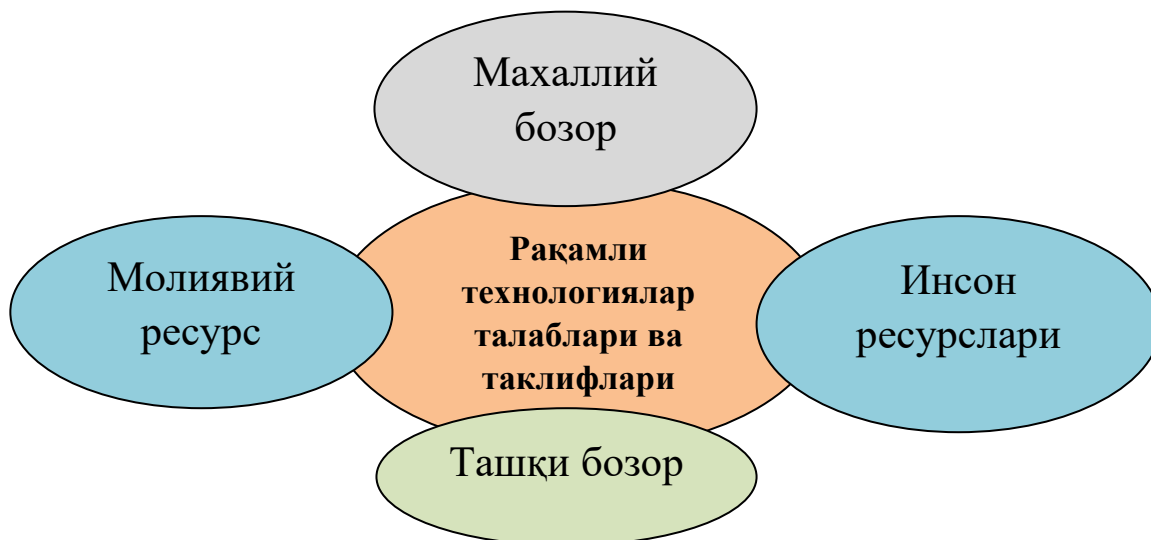 Махаллий
бозор
Молиявий
ресурс
Рақамли
технологиялар
талаблари ва
таклифлари
Инсон
ресурслари
Ташқи бозор